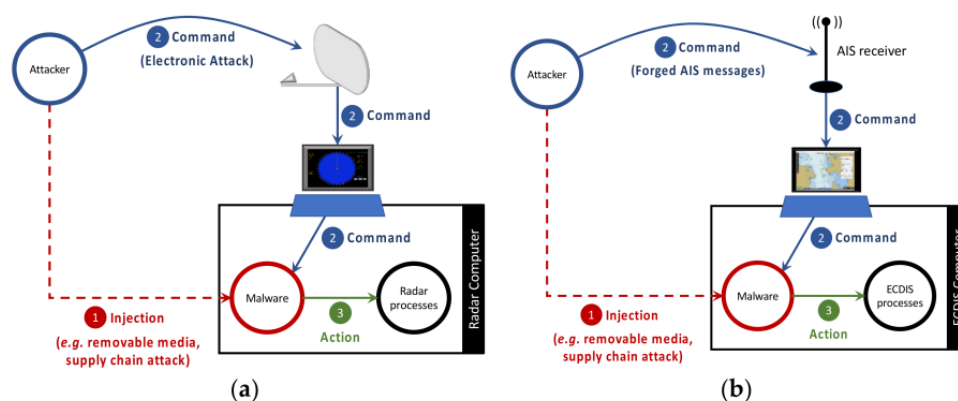 2 Command
(Electronic Attack)
Attacker
2 Command
2 Command
Malware
Radar
processes
3
Action
1 Injection
(e.g. removable media,
supply chain attack)
Radar Computer
(a)
((•))
AIS receiver
2 Command
(Forged AIS messages)
Attacker
2 Command
2 Command
Malware
ECDIS
processes
3
Action
1 Injection
(e.g. removable media,
supply chain attack)
ECDIS Computer
(b)